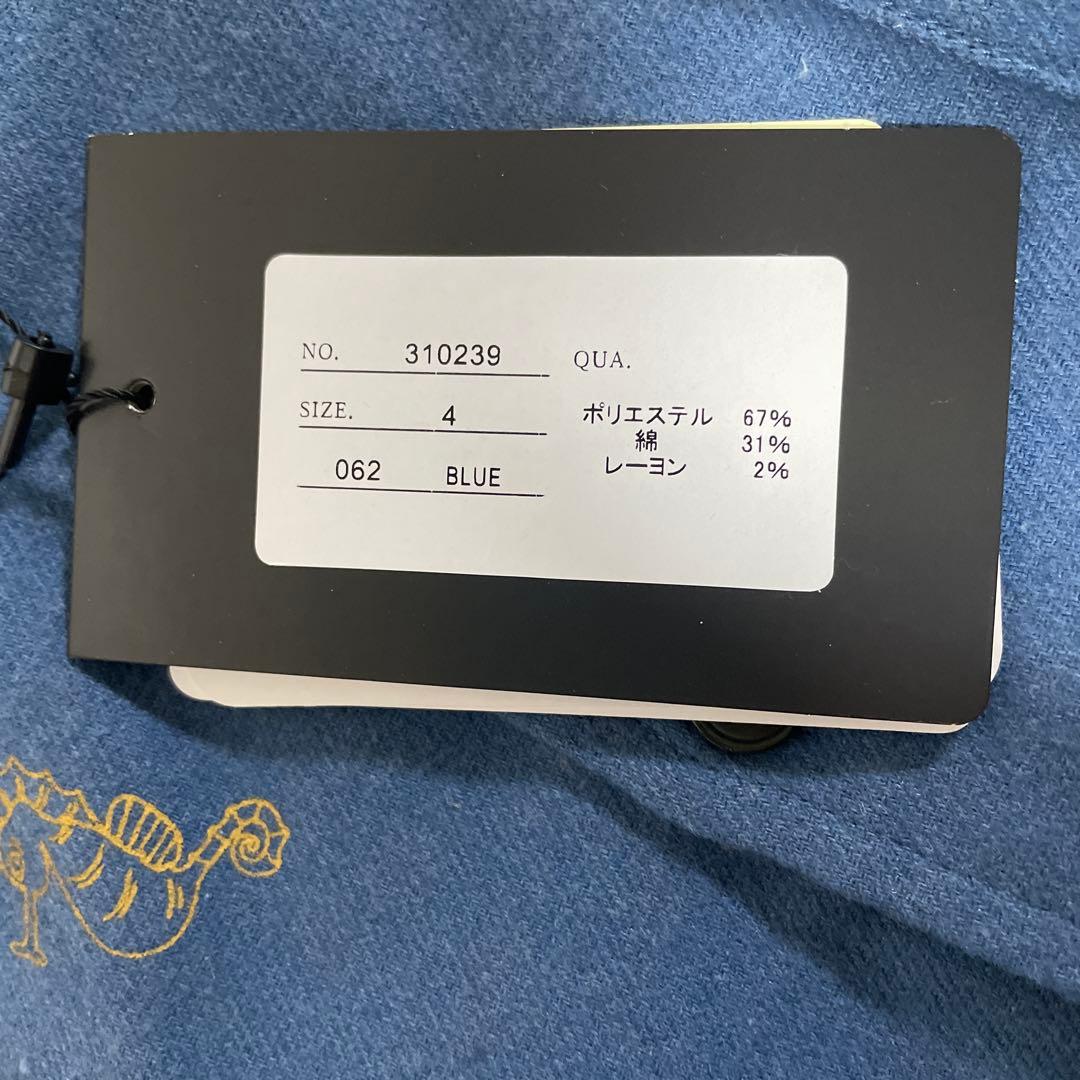 NO. 310239
SIZE. 4
062 BLUE
QUA.
ポリエステル 67%
綿 31%
レーヨン 2%